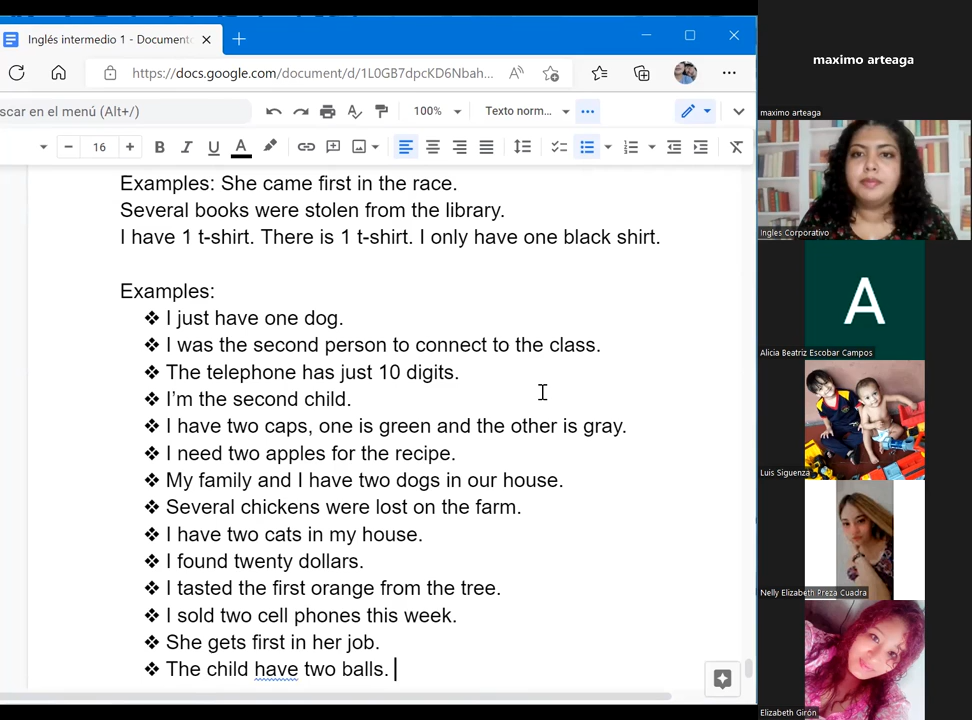 Inglés intermedio 1 - Document
https://docs.google.com/document/d/1L0GB7dpcKD6Nbah...
scar en el menú (Alt+/)
100%
Texto norm...
16
B I U A
Examples: She came first in the race.
Several books were stolen from the library.
I have 1 t-shirt. There is 1 t-shirt. I only have one black shirt.
Examples:
❖ I just have one dog.
❖ I was the second person to connect to the class.
❖ The telephone has just 10 digits.
❖ I'm the second child.
❖ I have two caps, one is green and the other is gray.
❖ I need two apples for the recipe.
❖ My family and I have two dogs in our house.
❖ Several chickens were lost on the farm.
❖ I have two cats in my house.
❖ I found twenty dollars.
❖ I tasted the first orange from the tree.
❖ I sold two cell phones this week.
❖ She gets first in her job.
❖ The child have two balls.
maximo arteaga
maximo arteaga
Ingles Corporativo
A
Alicia Beatriz Escobar Campos
Luis Siguenza
Nelly Elizabeth Preza Cuadra
Elizabeth Girón